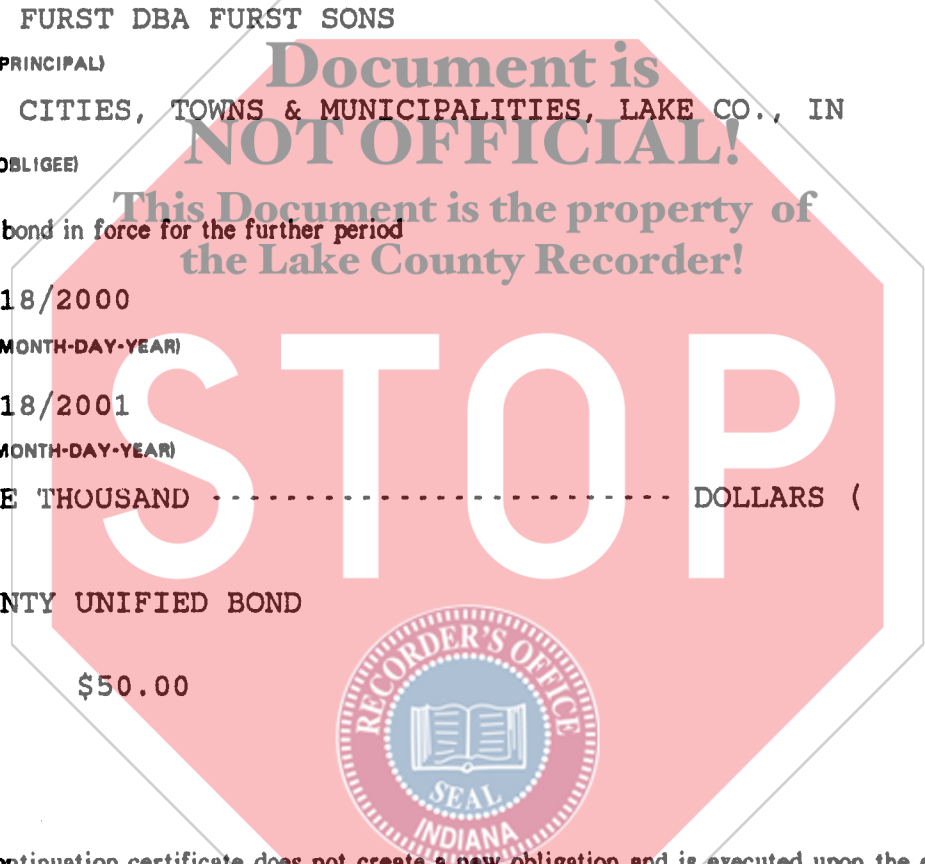 FURST DBA FURST SONS
PRINCIPAL)
Document is
CITIES, TOWNS & MUNICIPALITIES, LAKE CO., IN
NOT OFFICIAL!
OBLIGEE)
This Document is the property of
bond in force for the further period
the Lake County Recorder!
18/2000
MONTH-DAY-YEAR)
STOP
18/2001
MONTH-DAY-YEAR)
E THOUSAND ------------------------- DOLLARS (
NTY UNIFIED BOND
RECORDER'S OFFICE
$50.00
SEAL
INDIANA
ontinuation certificate does not create a new obligation and is executed upon the